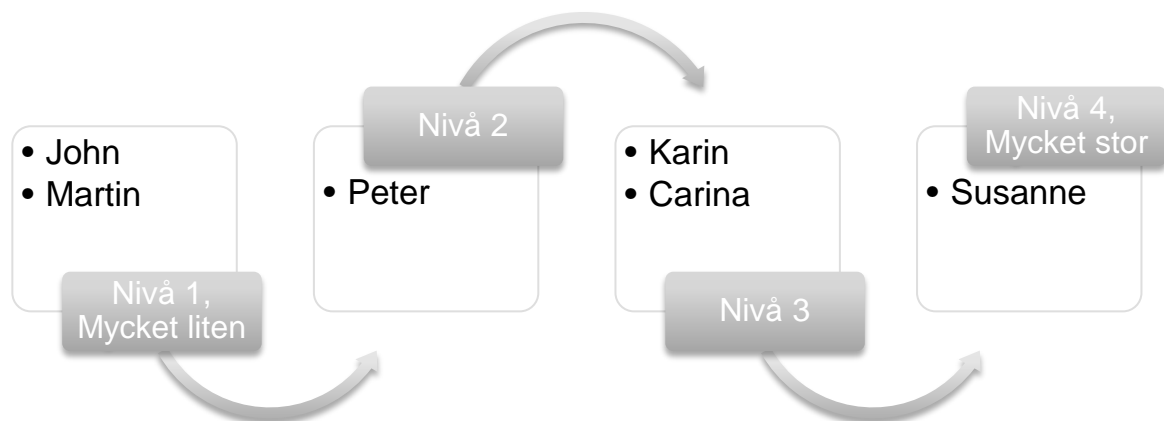 • John
• Martin
Nivå 1,
Mycket liten
Nivå 2
• Peter
• Karin
• Carina
Nivå 3
Nivå 4,
Mycket stor
• Susanne